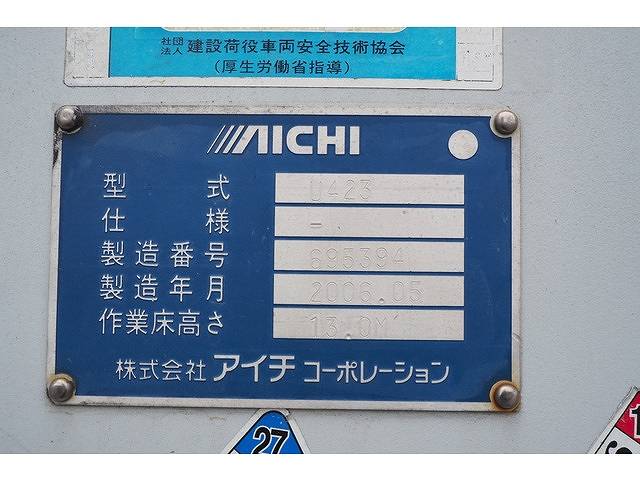 社団法人 建設荷役車両安全技術協会
(厚生労働省指導)
AICHI
型式 U423
仕様 -
製造番号 695394
製造年月 2006.05
作業床高さ 13.0M
株式会社 アイチ コーポレーション
27